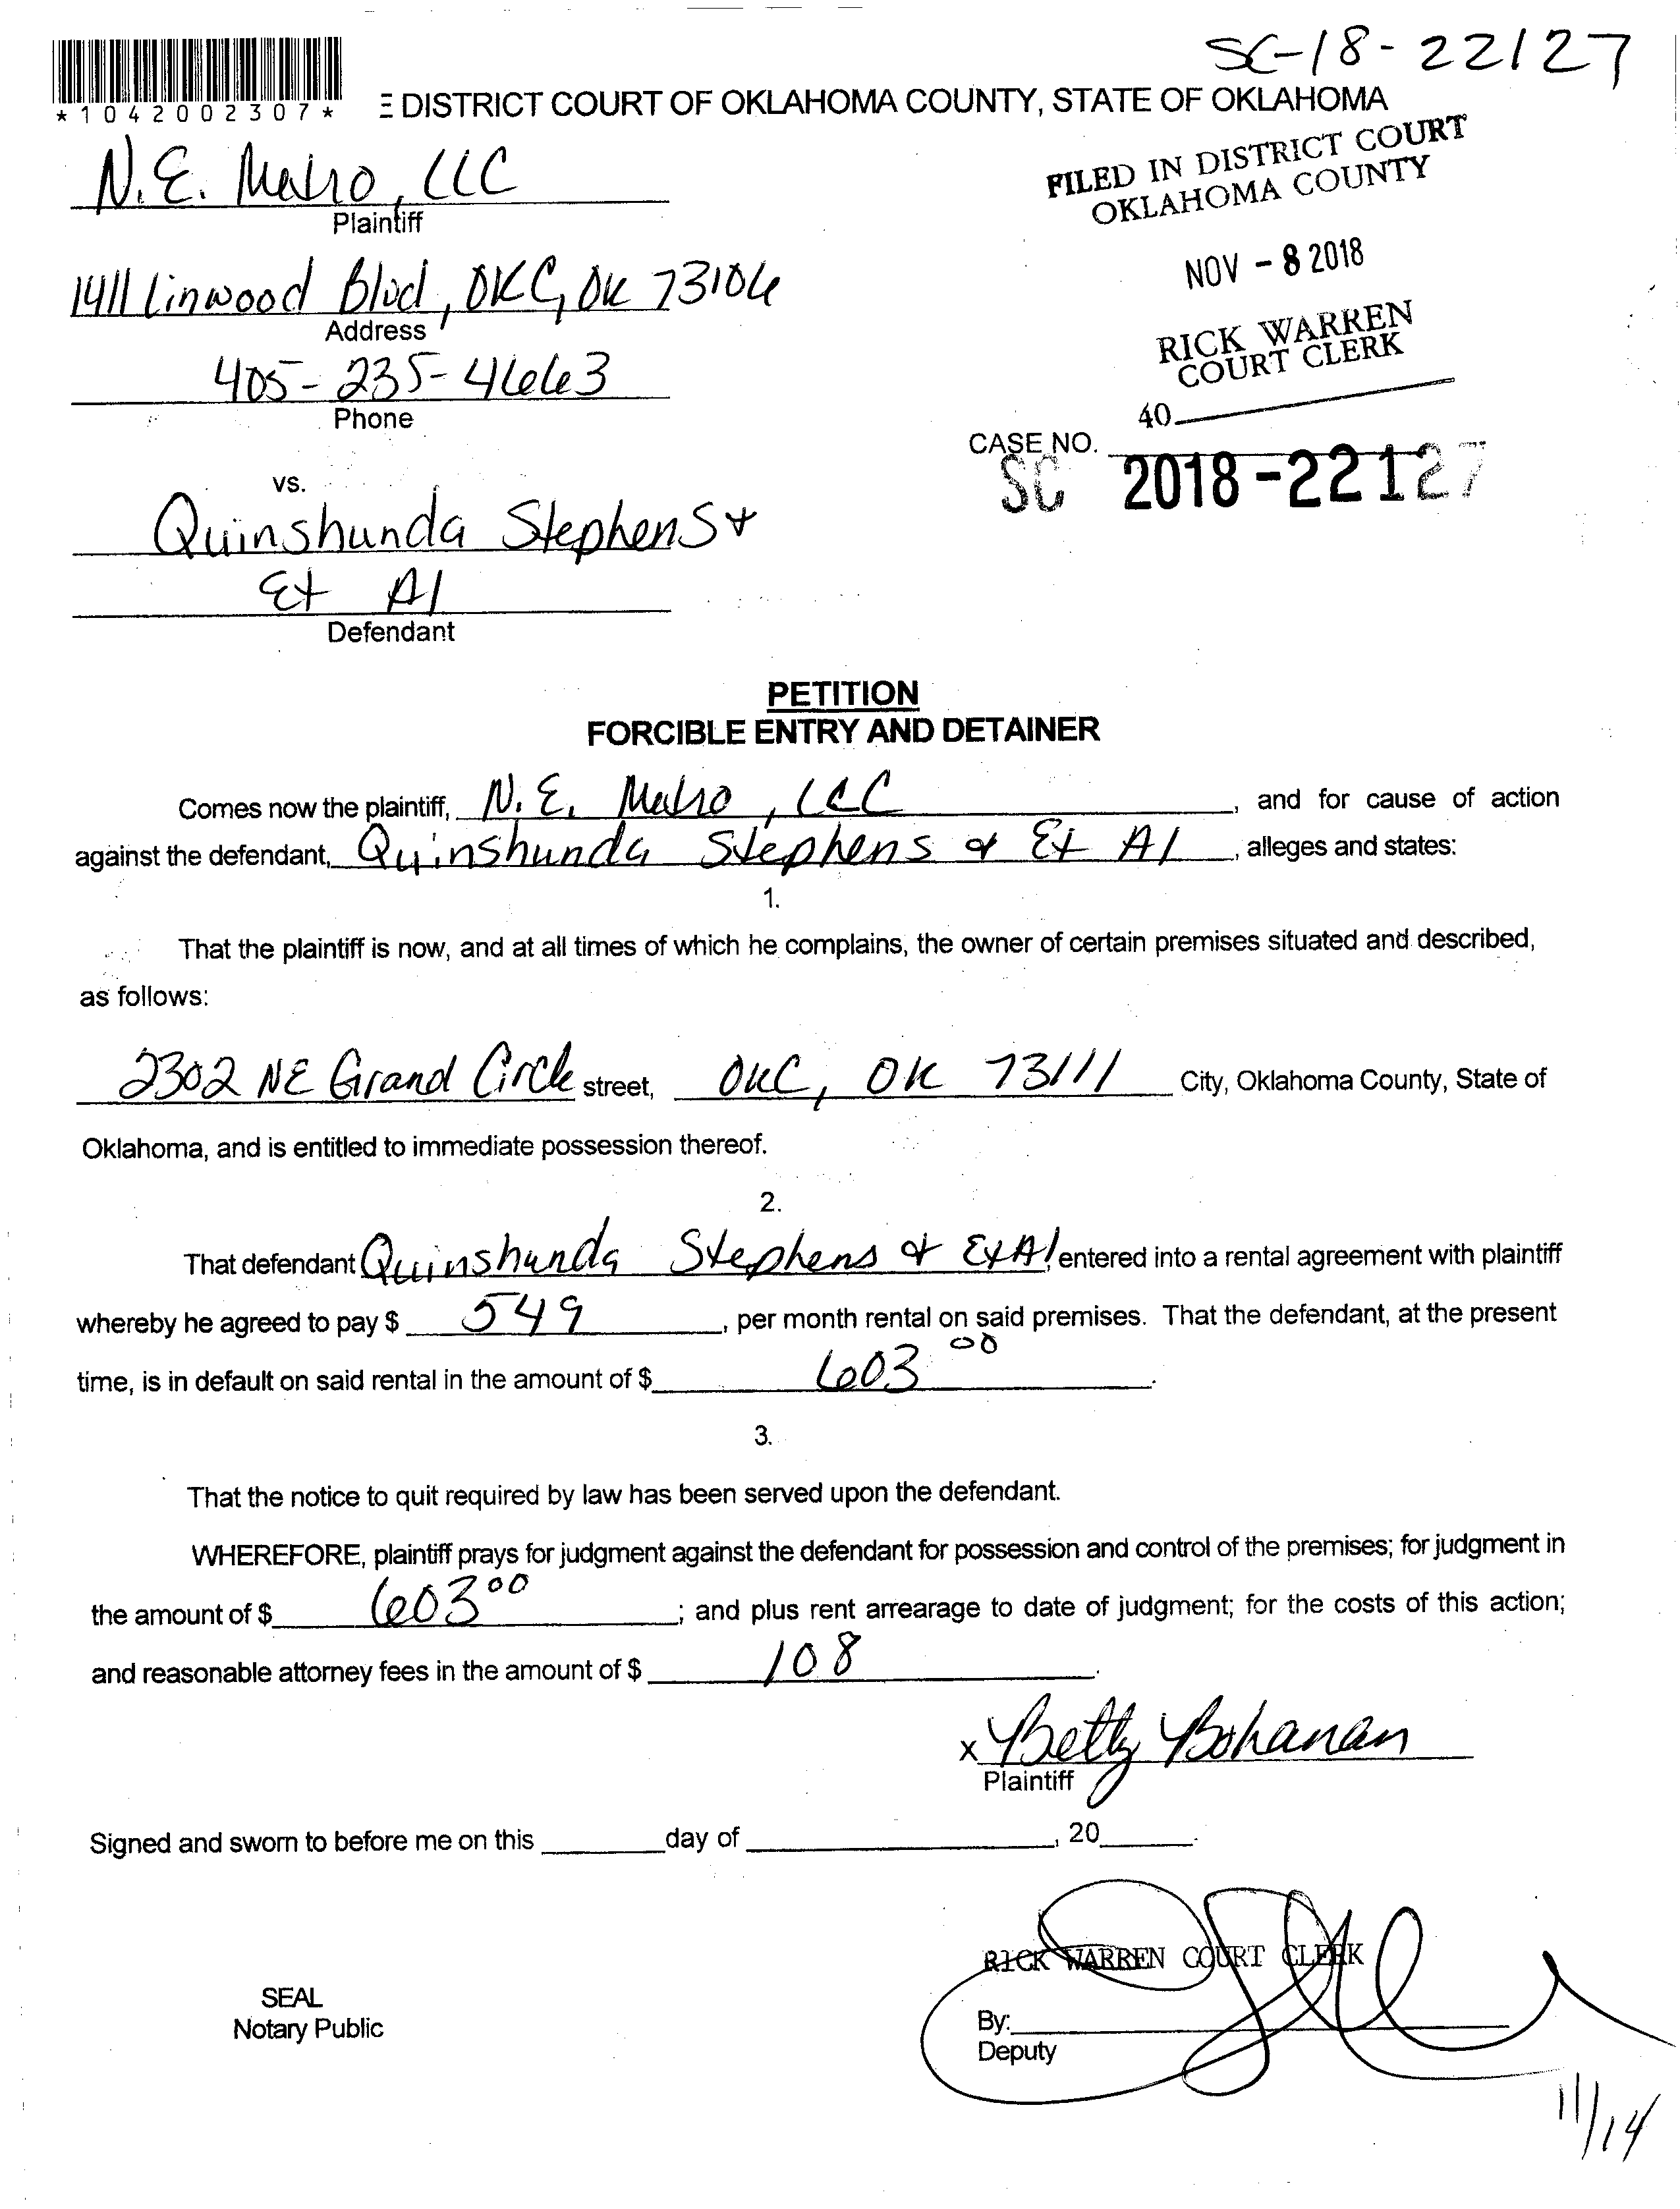 SC-18-22127
*10420002307*
E DISTRICT COURT OF OKLAHOMA COUNTY, STATE OF OKLAHOMA
N.E. Metro, LLC
Plaintiff
FILED IN DISTRICT COURT
OKLAHOMA COUNTY
1411 Linwood Blvd, OKC, OK 73106
Address
NOV - 8 2018
405-235-4663
Phone
RICK WARREN
COURT CLERK
40
CASE NO.
SC 2018-22127
vs.
Quinshunda Stephens &
Et Al
Defendant
PETITION
FORCIBLE ENTRY AND DETAINER
Comes now the plaintiff, N.E. Metro, LLC, and for cause of action
against the defendant, Quinshunda Stephens & Et Al, alleges and states:
1.
That the plaintiff is now, and at all times of which he complains, the owner of certain premises situated and described,
as follows:
2302 NE Grand Circle street, OKC, OK 73111 City, Oklahoma County, State of
Oklahoma, and is entitled to immediate possession thereof.
2.
That defendant Quinshunda Stephens & Et Al, entered into a rental agreement with plaintiff
whereby he agreed to pay $ 549, per month rental on said premises. That the defendant, at the present
time, is in default on said rental in the amount of $ 603 00.
3.
That the notice to quit required by law has been served upon the defendant.
WHEREFORE, plaintiff prays for judgment against the defendant for possession and control of the premises; for judgment in
the amount of $ 603 00; and plus rent arrearage to date of judgment; for the costs of this action;
and reasonable attorney fees in the amount of $ 108.
x Betty Bohanan
Plaintiff
Signed and sworn to before me on this ______ day of ______, 20______.
RICK WARREN COURT CLERK
SEAL
Notary Public
By:
Deputy
11/14